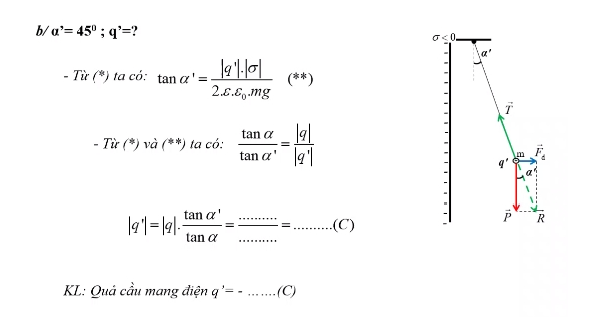 b/ α’= 45⁰ ; q’=?
- Từ (*) ta có: tan α' = |q'|.|σ| / 2.ε.ε₀.mg (**)
- Từ (*) và (**) ta có: tan α / tan α' = |q| / |q'|
|q'| = |q|. tan α' / tan α = .......... / .......... = ..........(C)
KL: Quả cầu mang điện q’= - …….(C)
σ < 0
α'
T⃗
m
q'
F⃗đ
α'
P⃗
R⃗